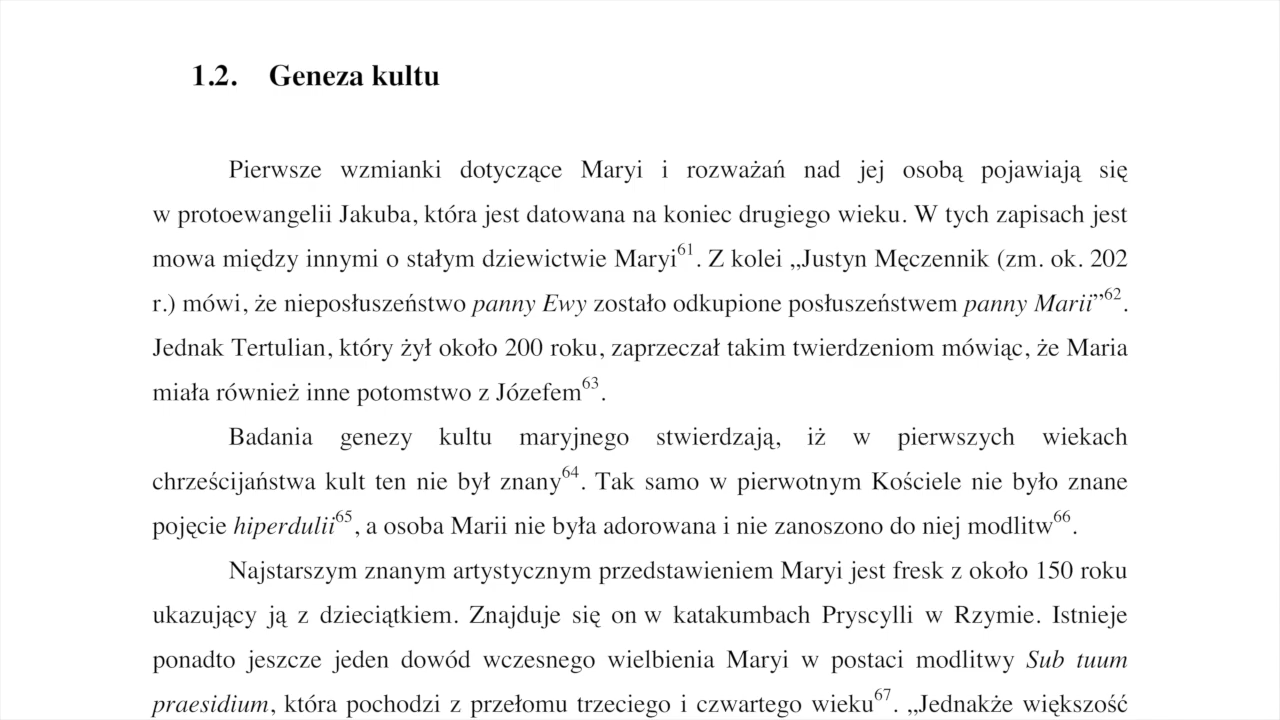 1.2. Geneza kultu
Pierwsze wzmianki dotyczące Maryi i rozważań nad jej osobą pojawiają się
w protoewangelii Jakuba, która jest datowana na koniec drugiego wieku. W tych zapisach jest
mowa między innymi o stałym dziewictwie Maryi⁶¹. Z kolei „Justyn Męczennik (zm. ok. 202
r.) mówi, że nieposłuszeństwo panny Ewy zostało odkupione posłuszeństwem panny Marii”⁶².
Jednak Tertulian, który żył około 200 roku, zaprzeczał takim twierdzeniom mówiąc, że Maria
miała również inne potomstwo z Józefem⁶³.
Badania genezy kultu maryjnego stwierdzają, iż w pierwszych wiekach
chrześcijaństwa kult ten nie był znany⁶⁴. Tak samo w pierwotnym Kościele nie było znane
pojęcie hiperdulii⁶⁵, a osoba Marii nie była adorowana i nie zanoszono do niej modlitw⁶⁶.
Najstarszym znanym artystycznym przedstawieniem Maryi jest fresk z około 150 roku
ukazujący ją z dzieciątkiem. Znajduje się on w katakumbach Pryscylli w Rzymie. Istnieje
ponadto jeszcze jeden dowód wczesnego wielbienia Maryi w postaci modlitwy Sub tuum
praesidium, która pochodzi z przełomu trzeciego i czwartego wieku⁶⁷. „Jednakże większość